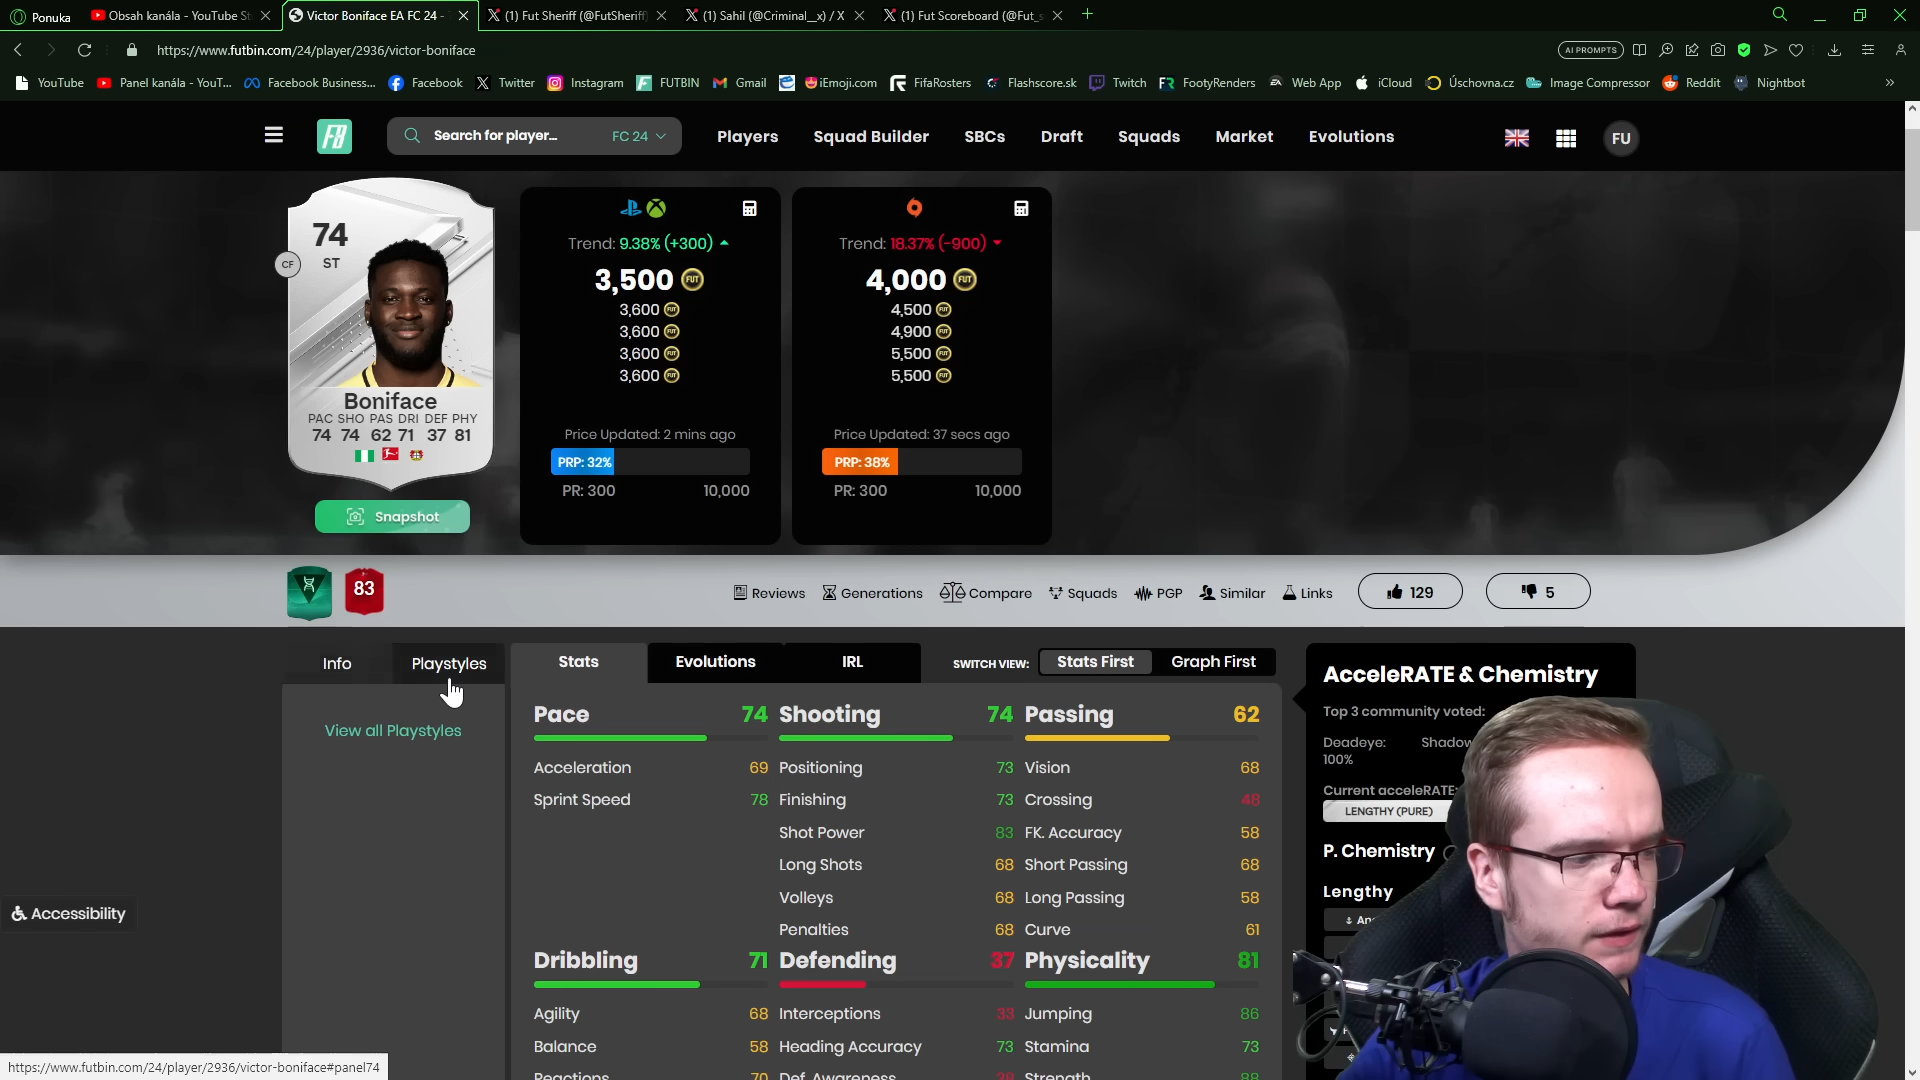 Ponuka
Obsah kanála - YouTube St
Victor Boniface EA FC 24 -
(1) Fut Sheriff (@FutSheriff)
(1) Sahil (@Criminal__x) / X
(1) Fut Scoreboard (@Fut_s
https://www.futbin.com/24/player/2936/victor-boniface
AI PROMPTS
YouTube
Panel kanála - YouT...
Facebook Business...
Facebook
Twitter
Instagram
FUTBIN
Gmail
iEmoji.com
FifaRosters
Flashscore.sk
Twitch
FootyRenders
Web App
iCloud
Úschovna.cz
Image Compressor
Reddit
Nightbot
Search for player...
FC 24
Players
Squad Builder
SBCs
Draft
Squads
Market
Evolutions
FU
74
ST
CF
Boniface
PAC SHO PAS DRI DEF PHY
74 74 62 71 37 81
Snapshot
Trend: 9.38% (+300)
3,500
3,600
3,600
3,600
3,600
Price Updated: 2 mins ago
PRP: 32%
PR: 300 10,000
Trend: 18.37% (-900)
4,000
4,500
4,900
5,500
5,500
Price Updated: 37 secs ago
PRP: 38%
PR: 300 10,000
83
Reviews
Generations
Compare
Squads
PGP
Similar
Links
129
5
Info
Playstyles
View all Playstyles
Stats
Evolutions
IRL
SWITCH VIEW:
Stats First
Graph First
Pace 74
Acceleration 69
Sprint Speed 78
Shooting 74
Positioning 73
Finishing 73
Shot Power 83
Long Shots 68
Volleys 68
Penalties 68
Passing 62
Vision 68
Crossing 48
FK. Accuracy 58
Short Passing 68
Long Passing 58
Curve 61
Dribbling 71
Agility 68
Balance 58
Reactions 70
Defending 37
Interceptions 33
Heading Accuracy 73
Def. Awareness
Physicality 81
Jumping 86
Stamina 73
Strength 88
AcceleRATE & Chemistry
Top 3 community voted:
Deadeye:
100%
Shadow
Current acceleRATE:
LENGTHY (PURE)
P. Chemistry
Lengthy
Accessibility
https://www.futbin.com/24/player/2936/victor-boniface#panel74